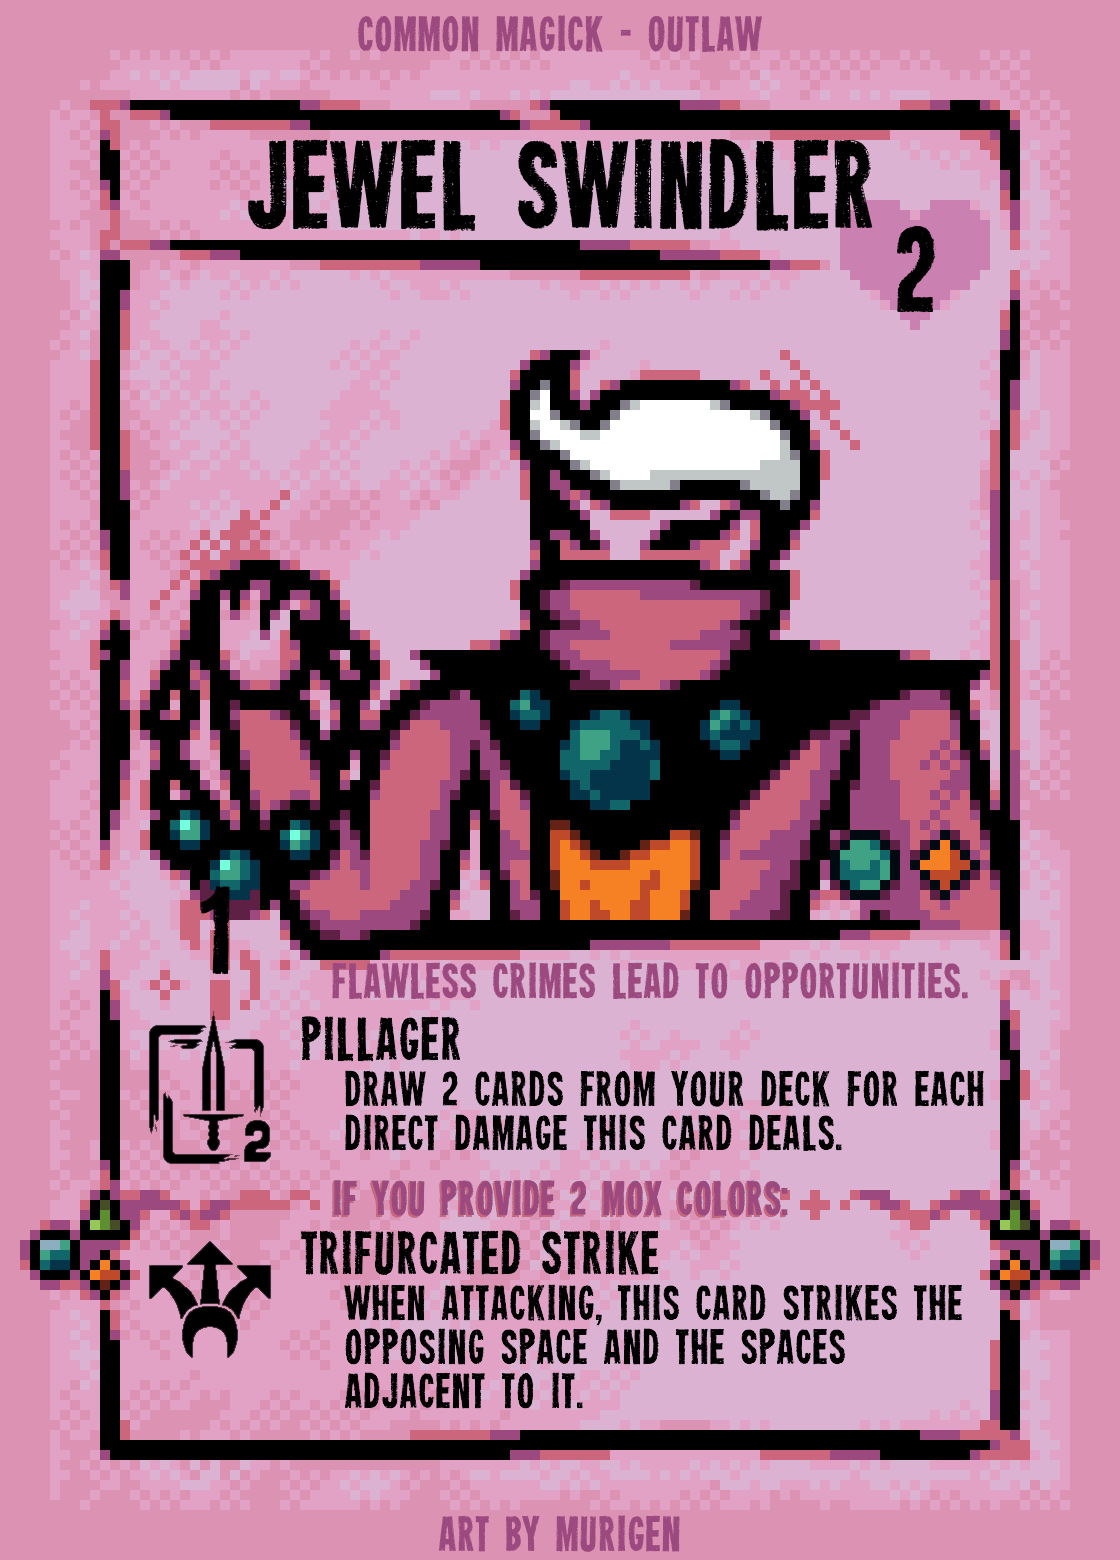 COMMON MAGICK - OUTLAW
JEWEL SWINDLER
2
1
FLAWLESS CRIMES LEAD TO OPPORTUNITIES.
PILLAGER
DRAW 2 CARDS FROM YOUR DECK FOR EACH
DIRECT DAMAGE THIS CARD DEALS.
2
IF YOU PROVIDE 2 MOX COLORS:
TRIFURCATED STRIKE
WHEN ATTACKING, THIS CARD STRIKES THE
OPPOSING SPACE AND THE SPACES
ADJACENT TO IT.
ART BY MURIGEN